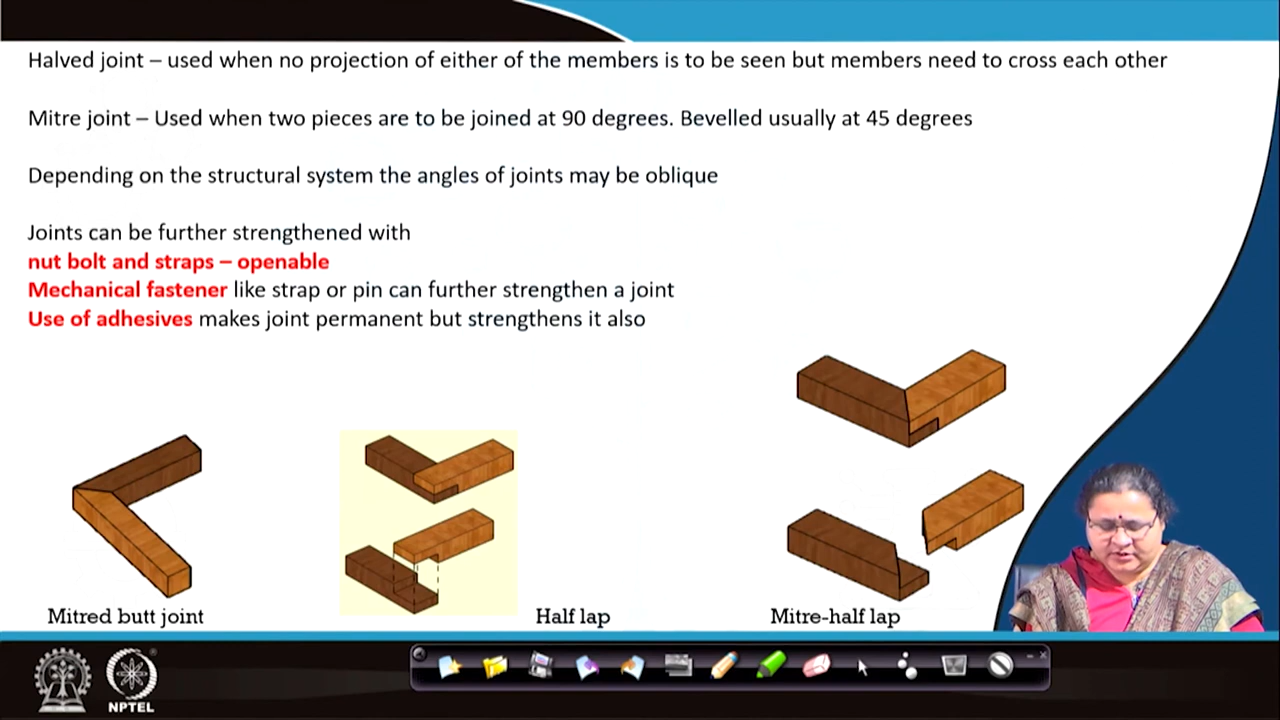 Halved joint – used when no projection of either of the members is to be seen but members need to cross each other
Mitre joint – Used when two pieces are to be joined at 90 degrees. Bevelled usually at 45 degrees
Depending on the structural system the angles of joints may be oblique
Joints can be further strengthened with
nut bolt and straps – openable
Mechanical fastener like strap or pin can further strengthen a joint
Use of adhesives makes joint permanent but strengthens it also
Mitred butt joint
Half lap
Mitre-half lap
NPTEL